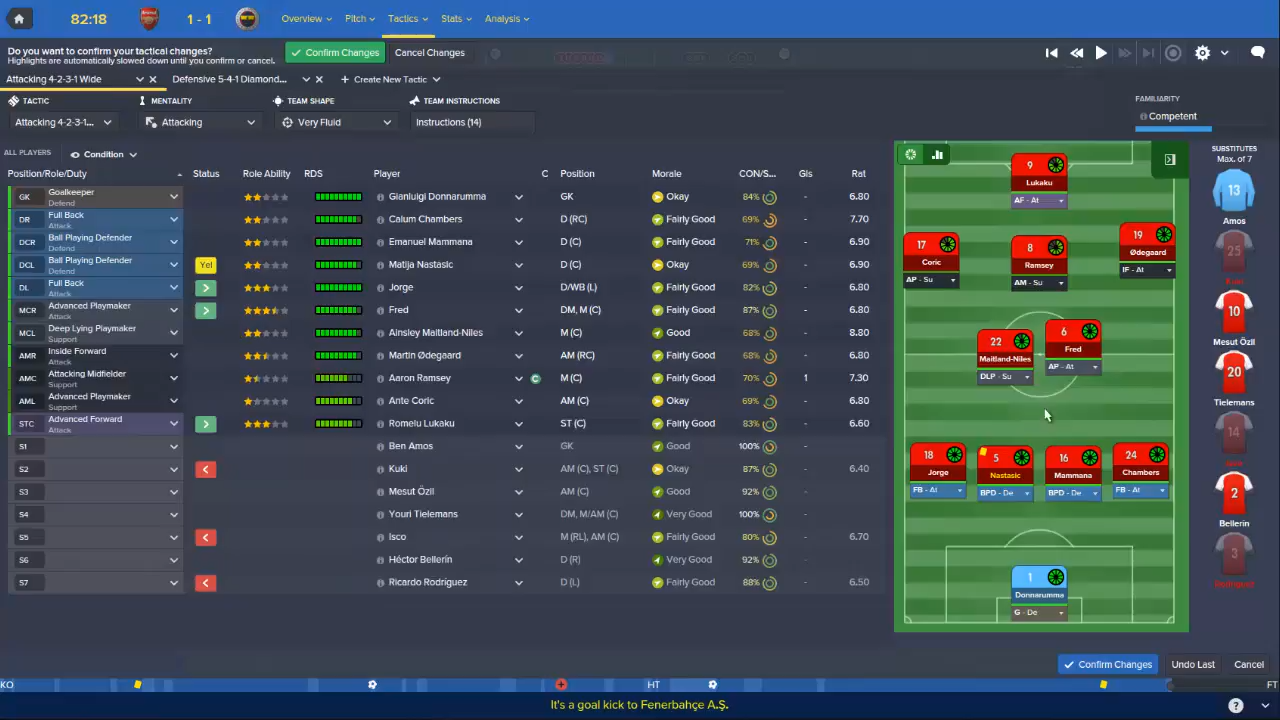 82:18 1 - 1 Overview Pitch Tactics Stats Analysis
Do you want to confirm your tactical changes?
Highlights are automatically slowed down until you confirm or cancel.
Confirm Changes Cancel Changes
Attacking 4-2-3-1 Wide Defensive 5-4-1 Diamond... + Create New Tactic
TACTIC MENTALITY TEAM SHAPE TEAM INSTRUCTIONS FAMILIARITY
Attacking 4-2-3-1... Attacking Very Fluid Instructions (14) Competent
ALL PLAYERS Condition
Position/Role/Duty Status Role Ability RDS Player C Position Morale CON/S... Gls Rat
GK Goalkeeper Defend Gianluigi Donnarumma GK Okay 84% - 6.80
DR Full Back Attack Calum Chambers D (RC) Fairly Good 69% - 7.70
DCR Ball Playing Defender Defend Emanuel Mammana D (C) Fairly Good 71% - 6.90
DCL Ball Playing Defender Defend Yel Matija Nastasic D (C) Okay 69% - 6.90
DL Full Back Attack Jorge D/WB (L) Fairly Good 82% - 6.80
MCR Advanced Playmaker Attack Fred DM, M (C) Fairly Good 87% - 6.80
MCL Deep Lying Playmaker Support Ainsley Maitland-Niles M (C) Good 68% - 8.80
AMR Inside Forward Attack Martin Ødegaard AM (RC) Fairly Good 68% - 6.80
AMC Attacking Midfielder Support Aaron Ramsey C M (C) Fairly Good 70% 1 7.30
AML Advanced Playmaker Support Ante Coric AM (C) Okay 69% - 6.80
STC Advanced Forward Attack Romelu Lukaku ST (C) Fairly Good 83% - 6.60
S1 Ben Amos GK Good 100% -
S2 Kuki AM (C), ST (C) Okay 87% - 6.40
S3 Mesut Özil AM (C) Good 92% -
S4 Youri Tielemans DM, M/AM (C) Very Good 100% -
S5 Isco M (RL), AM (C) Fairly Good 80% - 6.70
S6 Héctor Bellerín D (R) Very Good 92% -
S7 Ricardo Rodríguez D (L) Fairly Good 88% - 6.50
9
Lukaku
AF - At
17
Coric
AP - Su
8
Ramsey
AM - Su
19
Ødegaard
IF - At
22
Maitland-Niles
DLP - Su
6
Fred
AP - At
18
Jorge
FB - At
5
Nastasic
BPD - De
16
Mammana
BPD - De
24
Chambers
FB - At
1
Donnarumma
G - De
SUBSTITUTES
Max. of 7
13
Amos
25
Kuki
10
Mesut Özil
20
Tielemans
14
2
Bellerín
3
Rodríguez
Confirm Changes Undo Last Cancel
KO HT FT
It's a goal kick to Fenerbahçe A.Ş.